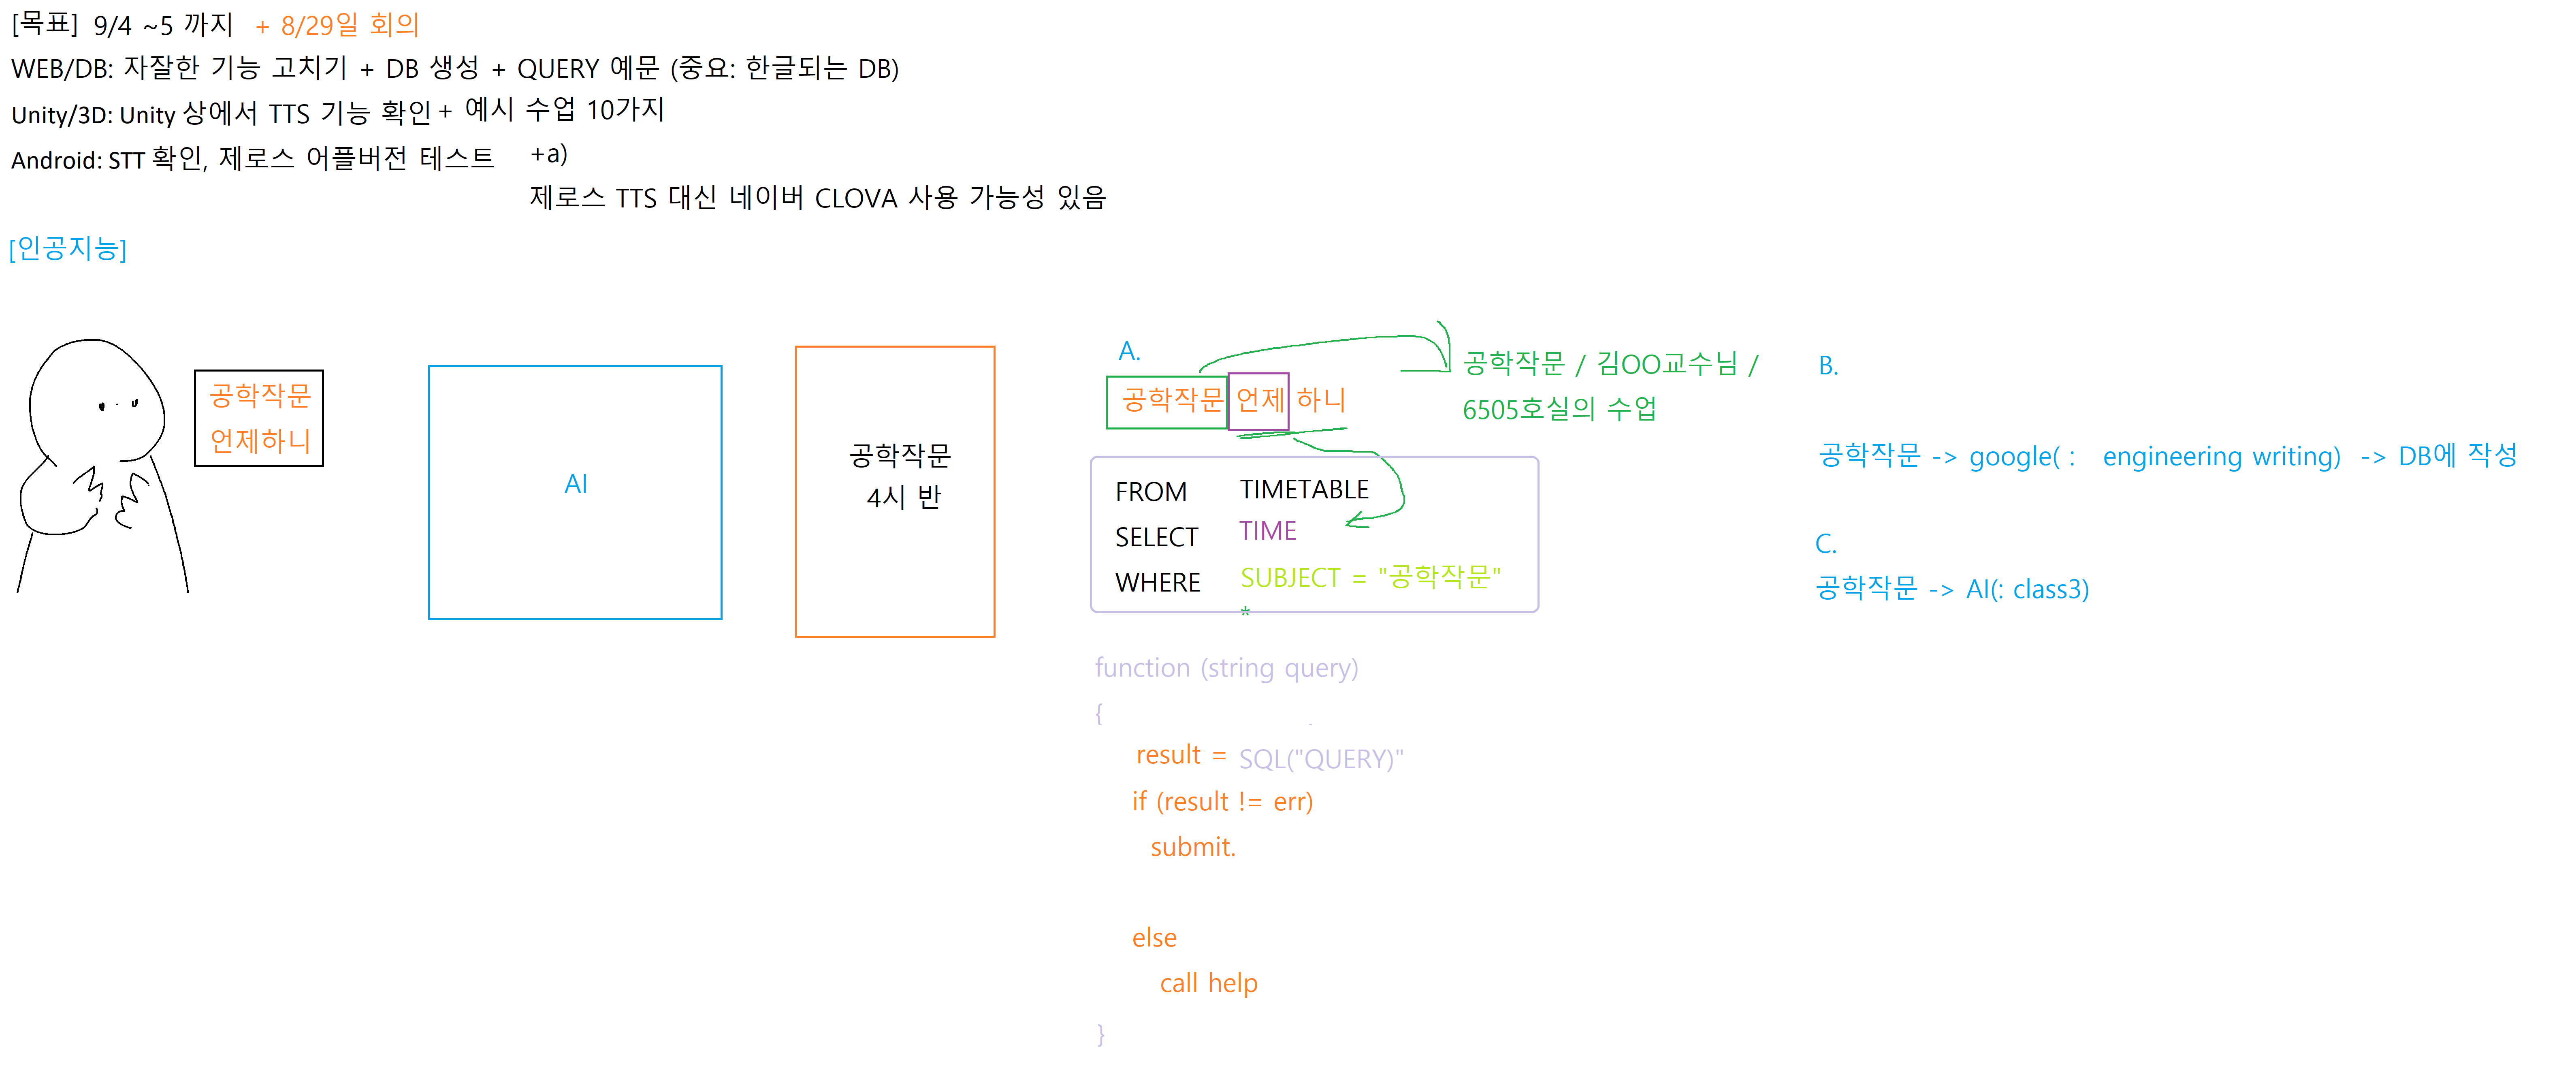 [목표] 9/4 ~5 까지 + 8/29일 회의
WEB/DB: 자잘한 기능 고치기 + DB 생성 + QUERY 예문 (중요: 한글되는 DB)
Unity/3D: Unity 상에서 TTS 기능 확인 + 예시 수업 10가지
Android: STT 확인, 제로스 어플버전 테스트 +a)
제로스 TTS 대신 네이버 CLOVA 사용 가능성 있음
[인공지능]
공학작문
언제하니
AI
공학작문
4시 반
A.
공학작문 언제 하니
공학작문 / 김OO교수님 /
6505호실의 수업
FROM TIMETABLE
SELECT TIME
WHERE SUBJECT = "공학작문"
*
function (string query)
{
result = SQL("QUERY)"
if (result != err)
submit.
else
call help
}
B.
공학작문 -> google( : engineering writing) -> DB에 작성
C.
공학작문 -> AI(: class3)